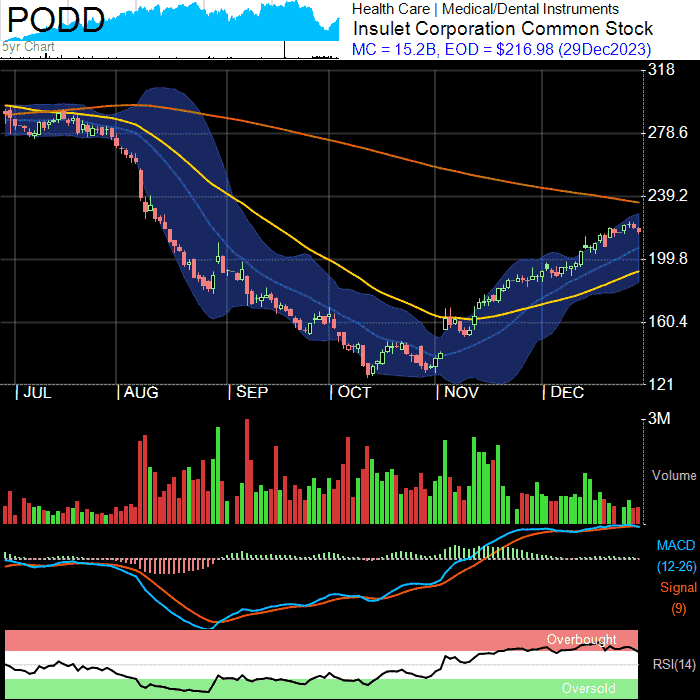 PODD
5yr Chart
Health Care | Medical/Dental Instruments
Insulet Corporation Common Stock
MC = 15.2B, EOD = $216.98 (29Dec2023)
318
278.6
239.2
199.8
160.4
121
JUL AUG SEP OCT NOV DEC
3M
Volume
MACD
(12-26)
Signal
(9)
Overbought
RSI(14)
Oversold